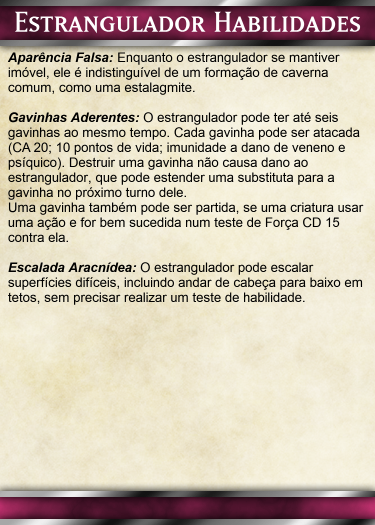 Estrangulador Habilidades
Aparência Falsa: Enquanto o estrangulador se mantiver
imóvel, ele é indistinguível de um formação de caverna
comum, como uma estalagmite.
Gavinhas Aderentes: O estrangulador pode ter até seis
gavinhas ao mesmo tempo. Cada gavinha pode ser atacada
(CA 20; 10 pontos de vida; imunidade a dano de veneno e
psíquico). Destruir uma gavinha não causa dano ao
estrangulador, que pode estender uma substituta para a
gavinha no próximo turno dele.
Uma gavinha também pode ser partida, se uma criatura usar
uma ação e for bem sucedida num teste de Força CD 15
contra ela.
Escalada Aracnídea: O estrangulador pode escalar
superfícies difíceis, incluindo andar de cabeça para baixo em
tetos, sem precisar realizar um teste de habilidade.